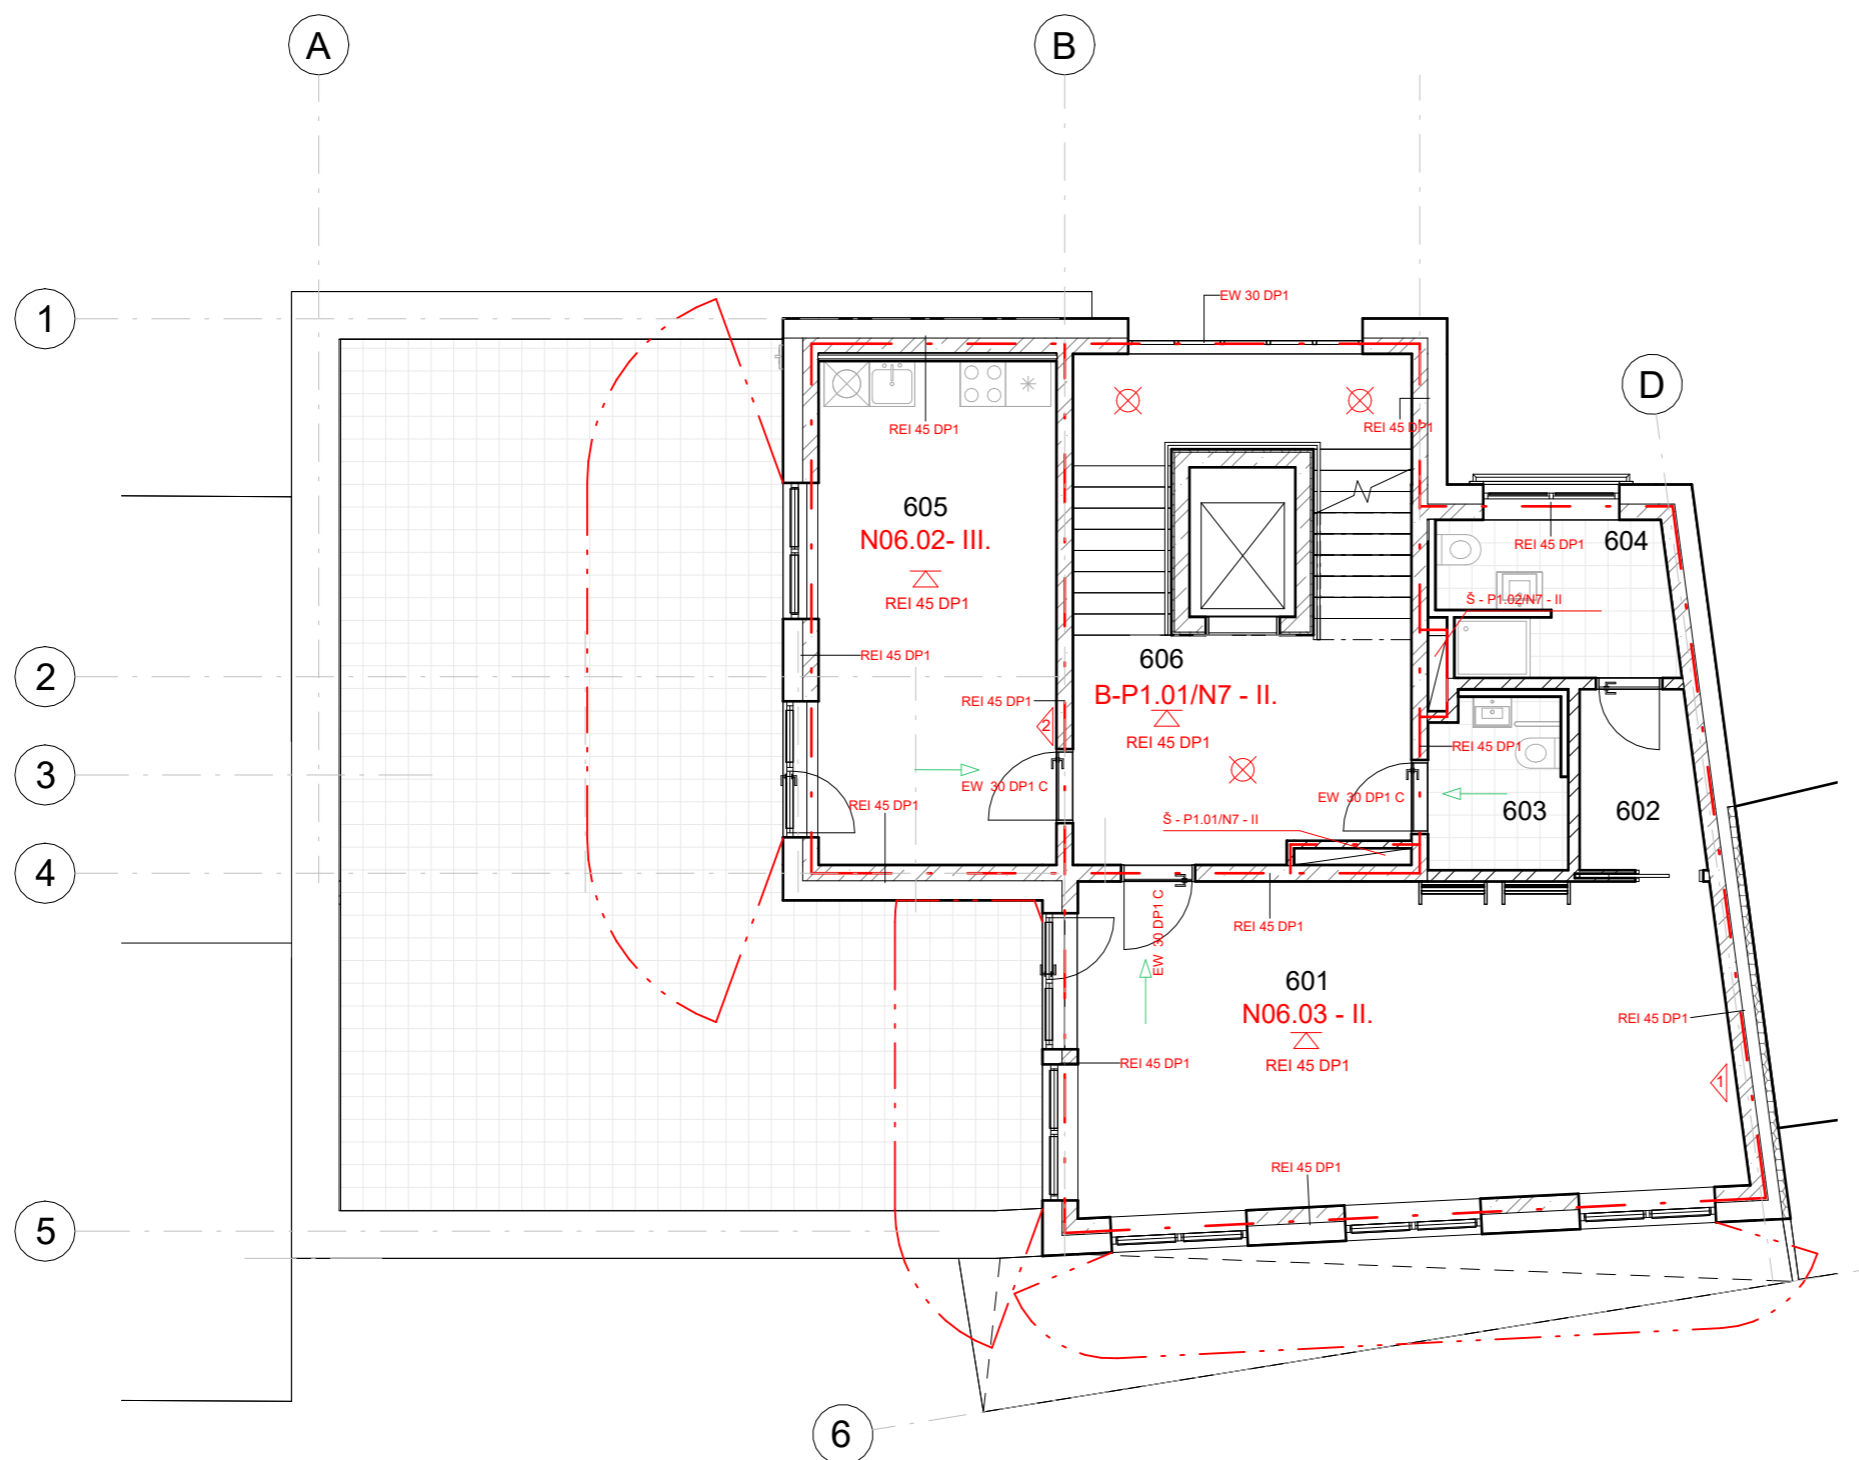 A
B
EW 30 DP1
1
D
REI 45 DP1
REI 45 DP1
605
N06.02- III.
REI 45 DP1
REI 45 DP1
604
Š - P1.02/N7 - II
REI 45 DP1
606
B-P1.01/N7 - II.
REI 45 DP1
2
REI 45 DP1
2
REI 45 DP1
3
EW 30 DP1 C
EW 30 DP1 C
REI 45 DP1
Š - P1.01/N7 - II
603
602
4
EW 30 DP1 C
REI 45 DP1
601
N06.03 - II.
REI 45 DP1
REI 45 DP1
REI 45 DP1
1
REI 45 DP1
5
6